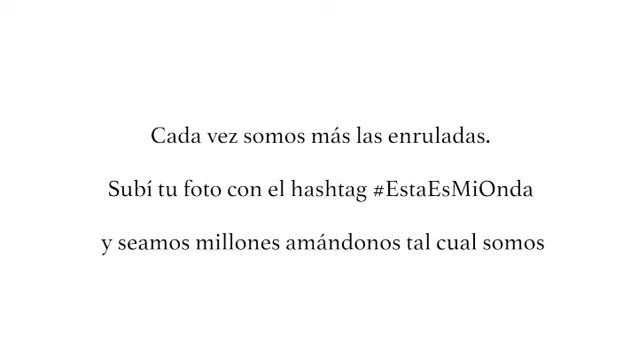 Cada vez somos más las enruladas.
Subí tu foto con el hashtag #EstaEsMiOnda
y seamos millones amándonos tal cual somos